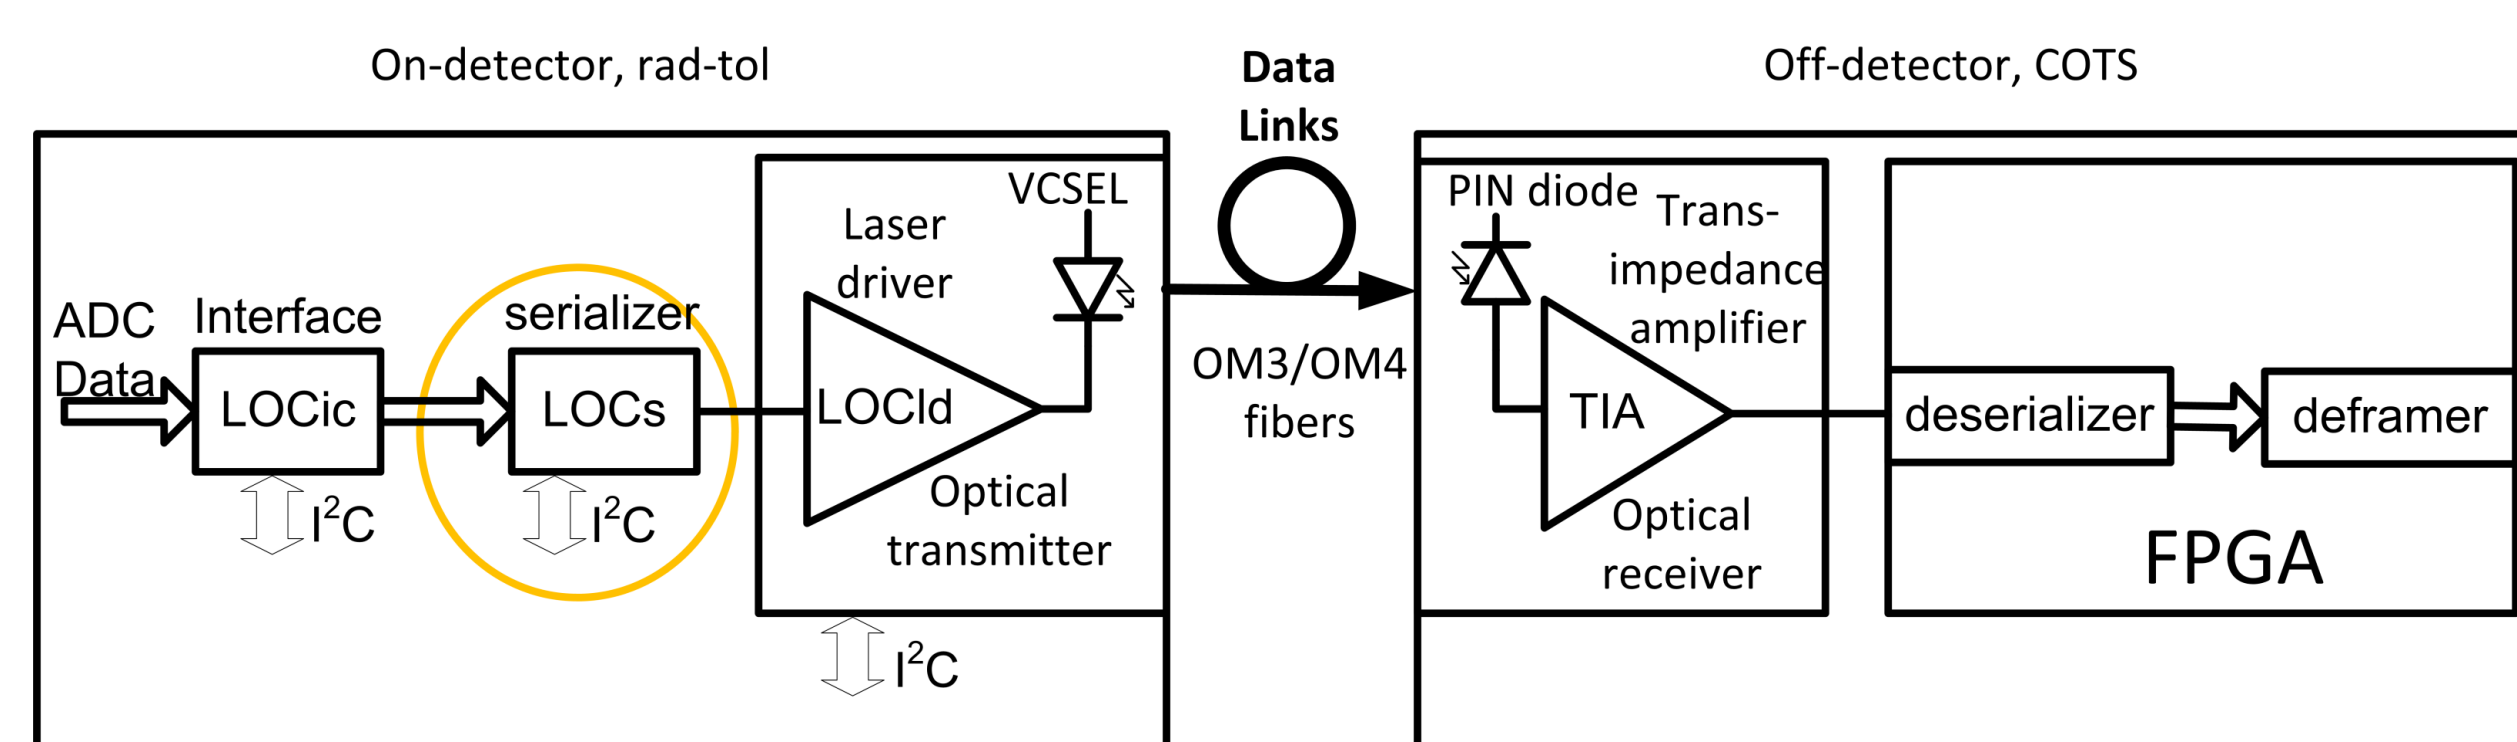 On-detector, rad-tol
Data
Links
Off-detector, COTS
ADC
Data
Interface
LOCic
I²C
serializer
LOCs
I²C
Laser
driver
LOCld
VCSEL
Optical
transmitter
I²C
OM3/OM4
fibers
PIN diode
Trans-
impedance
amplifier
TIA
Optical
receiver
deserializer
deframer
FPGA